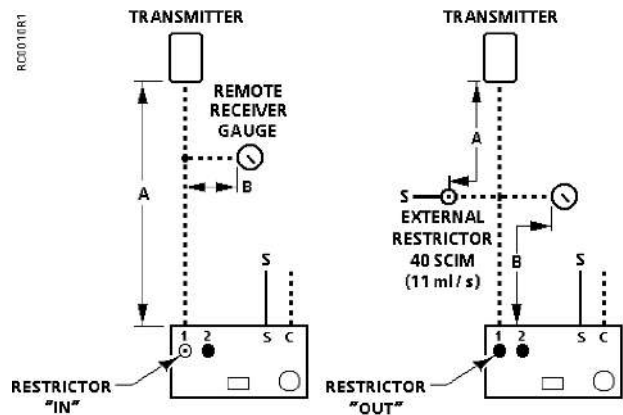 RC0010R1
TRANSMITTER
REMOTE
RECEIVER
GAUGE
A
B
S
1 2 S C
RESTRICTOR
"IN"
TRANSMITTER
A
S
EXTERNAL
RESTRICTOR
40 SCIM
(11 ml / s)
B
S
1 2 S C
RESTRICTOR
"OUT"